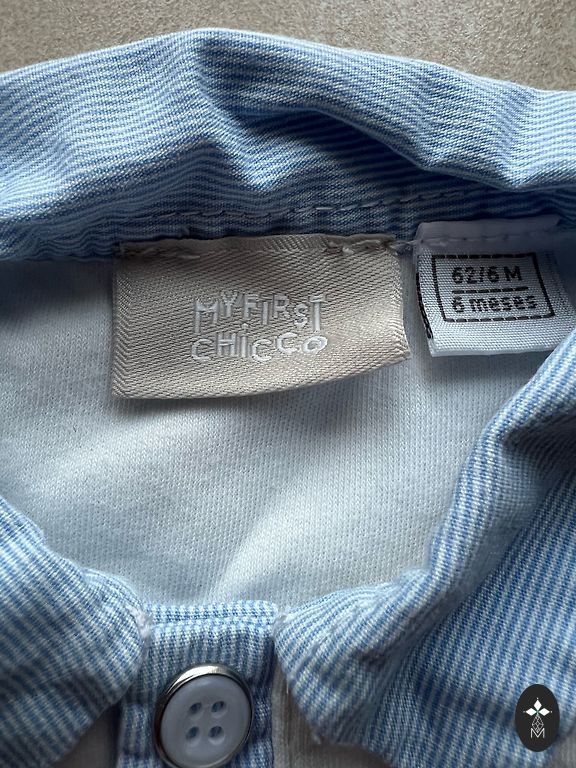 MY FIRST
CHICCO
62/6 M
6 meses
M